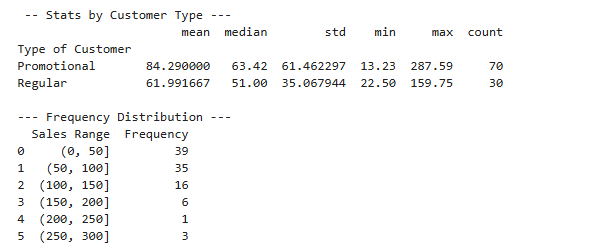 -- Stats by Customer Type ---
mean median std min max count
Type of Customer
Promotional 84.290000 63.42 61.462297 13.23 287.59 70
Regular 61.991667 51.00 35.067944 22.50 159.75 30
--- Frequency Distribution ---
Sales Range Frequency
0 (0, 50] 39
1 (50, 100] 35
2 (100, 150] 16
3 (150, 200] 6
4 (200, 250] 1
5 (250, 300] 3